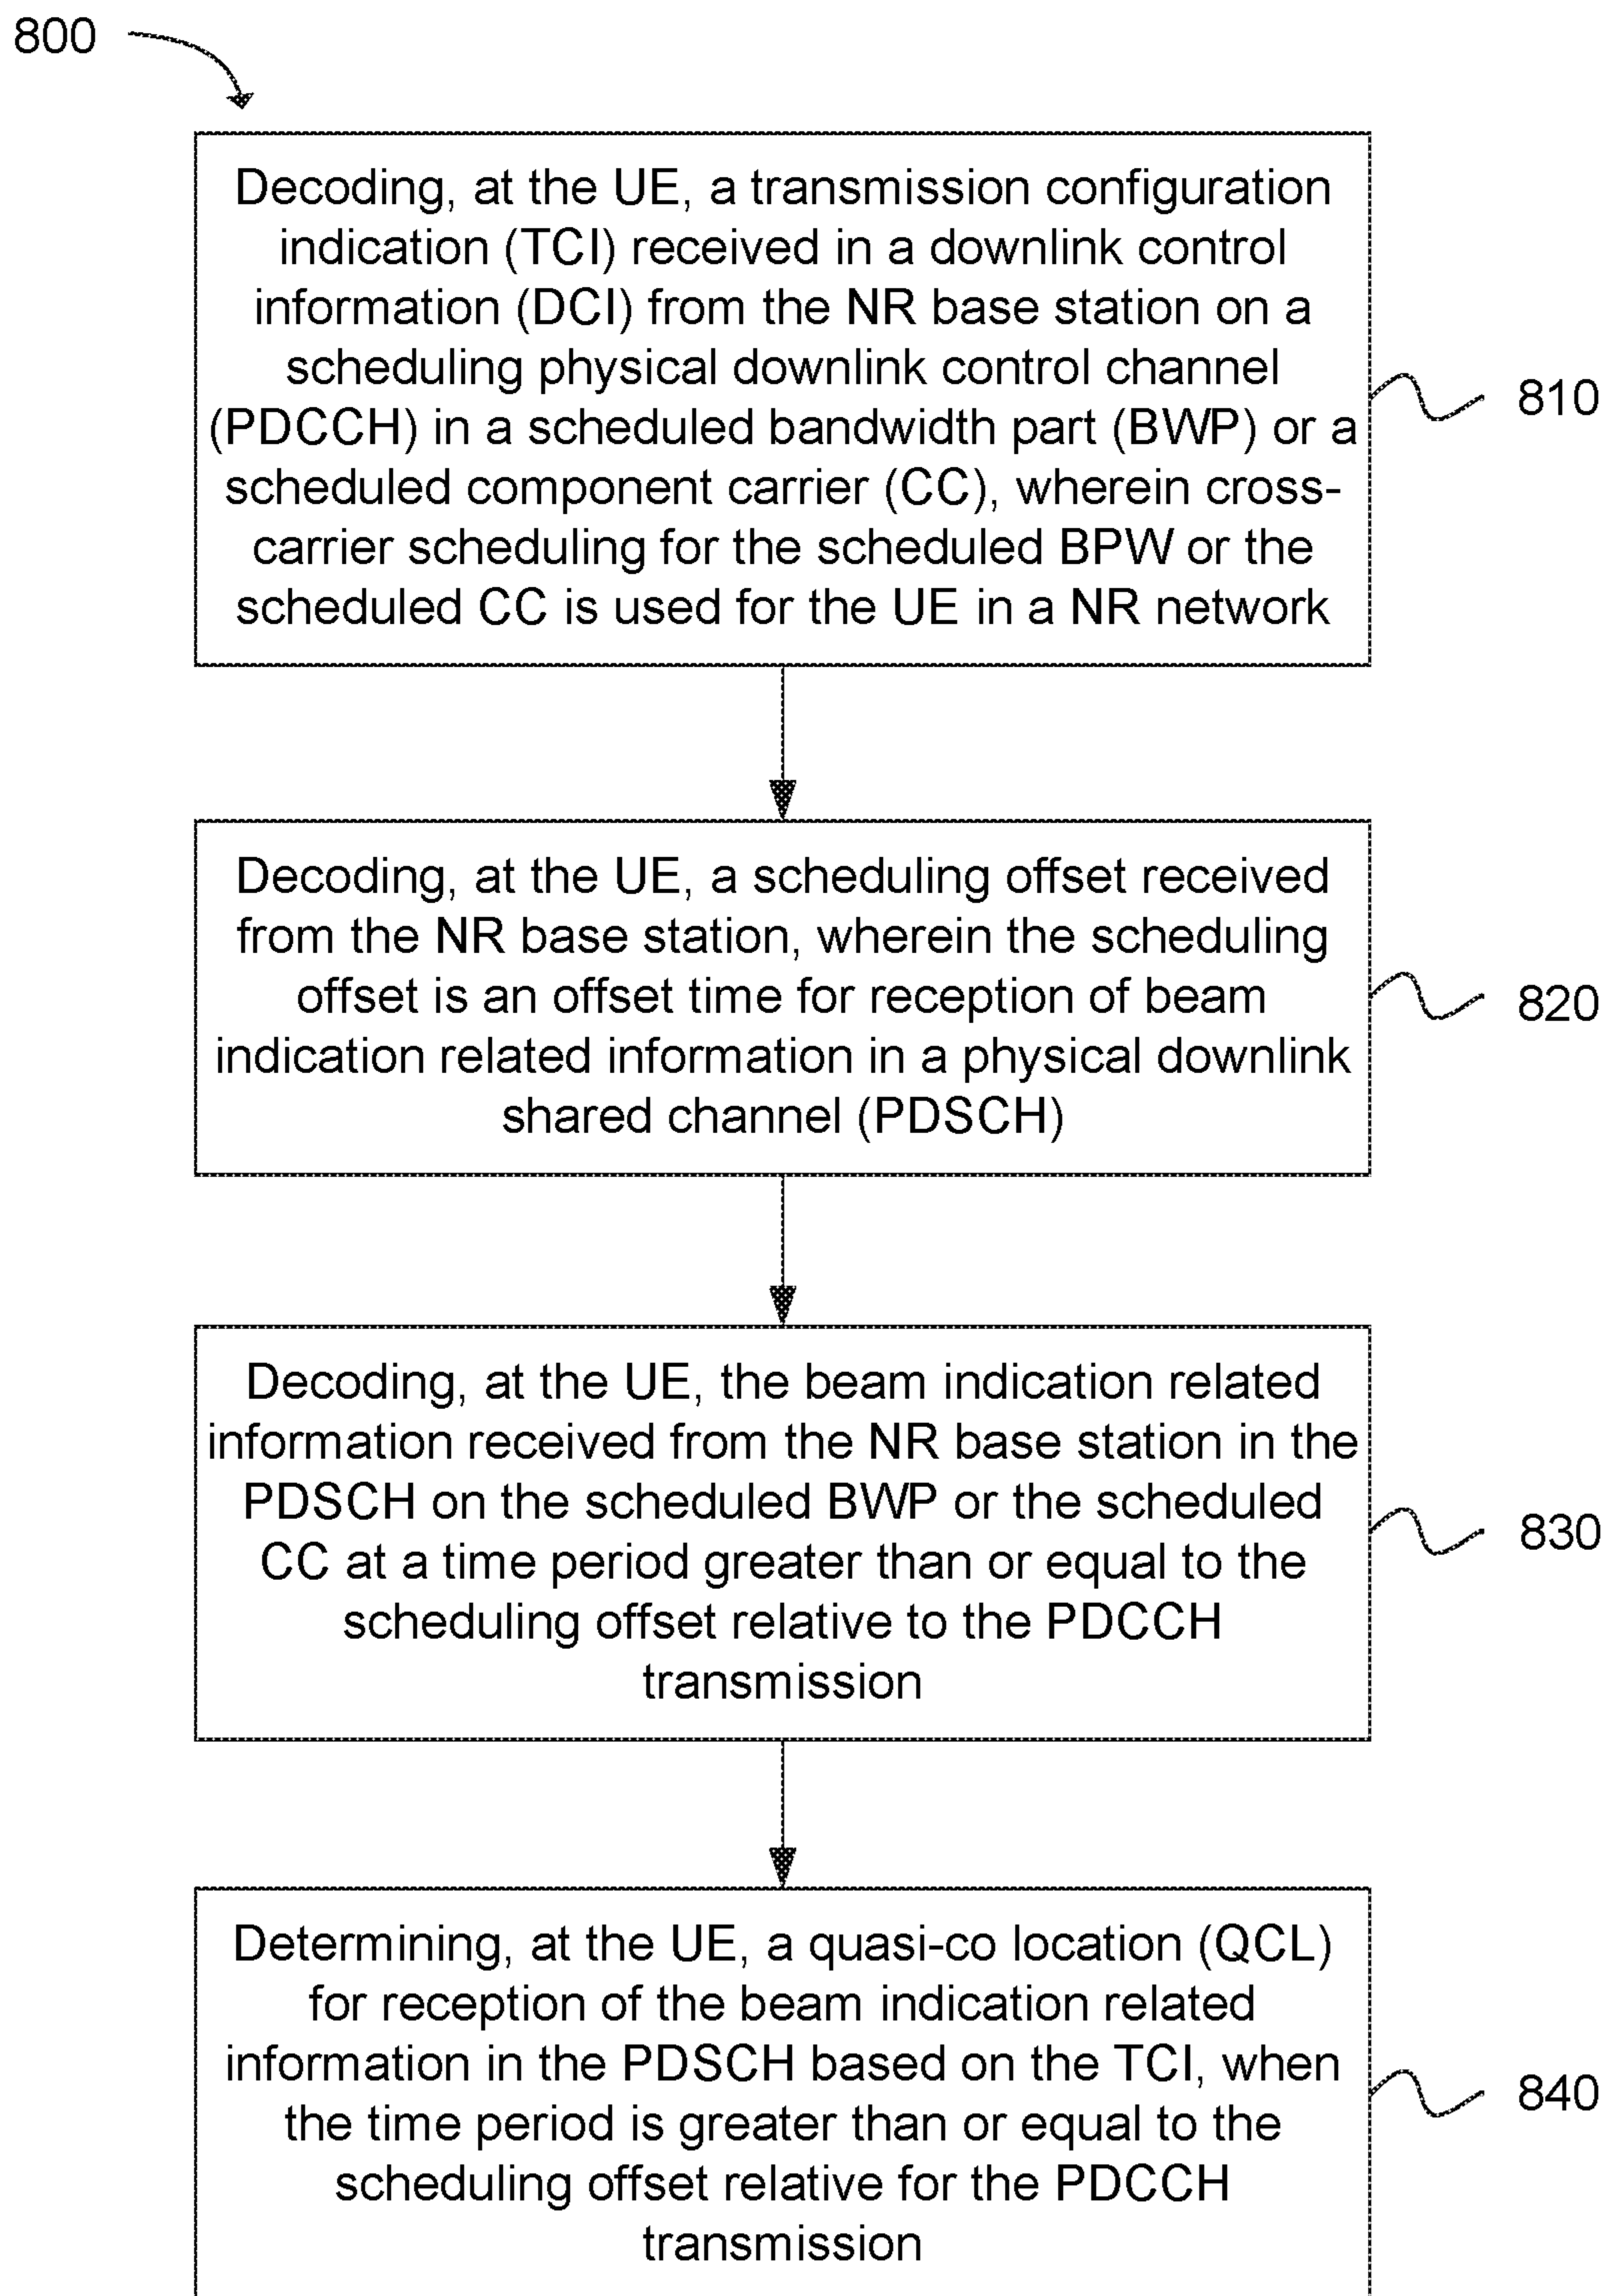 800
Decoding, at the UE, a transmission configuration
indication (TCI) received in a downlink control
information (DCI) from the NR base station on a
scheduling physical downlink control channel
(PDCCH) in a scheduled bandwidth part (BWP) or a
scheduled component carrier (CC), wherein cross-
carrier scheduling for the scheduled BPW or the
scheduled CC is used for the UE in a NR network
810
Decoding, at the UE, a scheduling offset received
from the NR base station, wherein the scheduling
offset is an offset time for reception of beam
indication related information in a physical downlink
shared channel (PDSCH)
820
Decoding, at the UE, the beam indication related
information received from the NR base station in the
PDSCH on the scheduled BWP or the scheduled
CC at a time period greater than or equal to the
scheduling offset relative to the PDCCH
transmission
830
Determining, at the UE, a quasi-co location (QCL)
for reception of the beam indication related
information in the PDSCH based on the TCI, when
the time period is greater than or equal to the
scheduling offset relative for the PDCCH
transmission
840